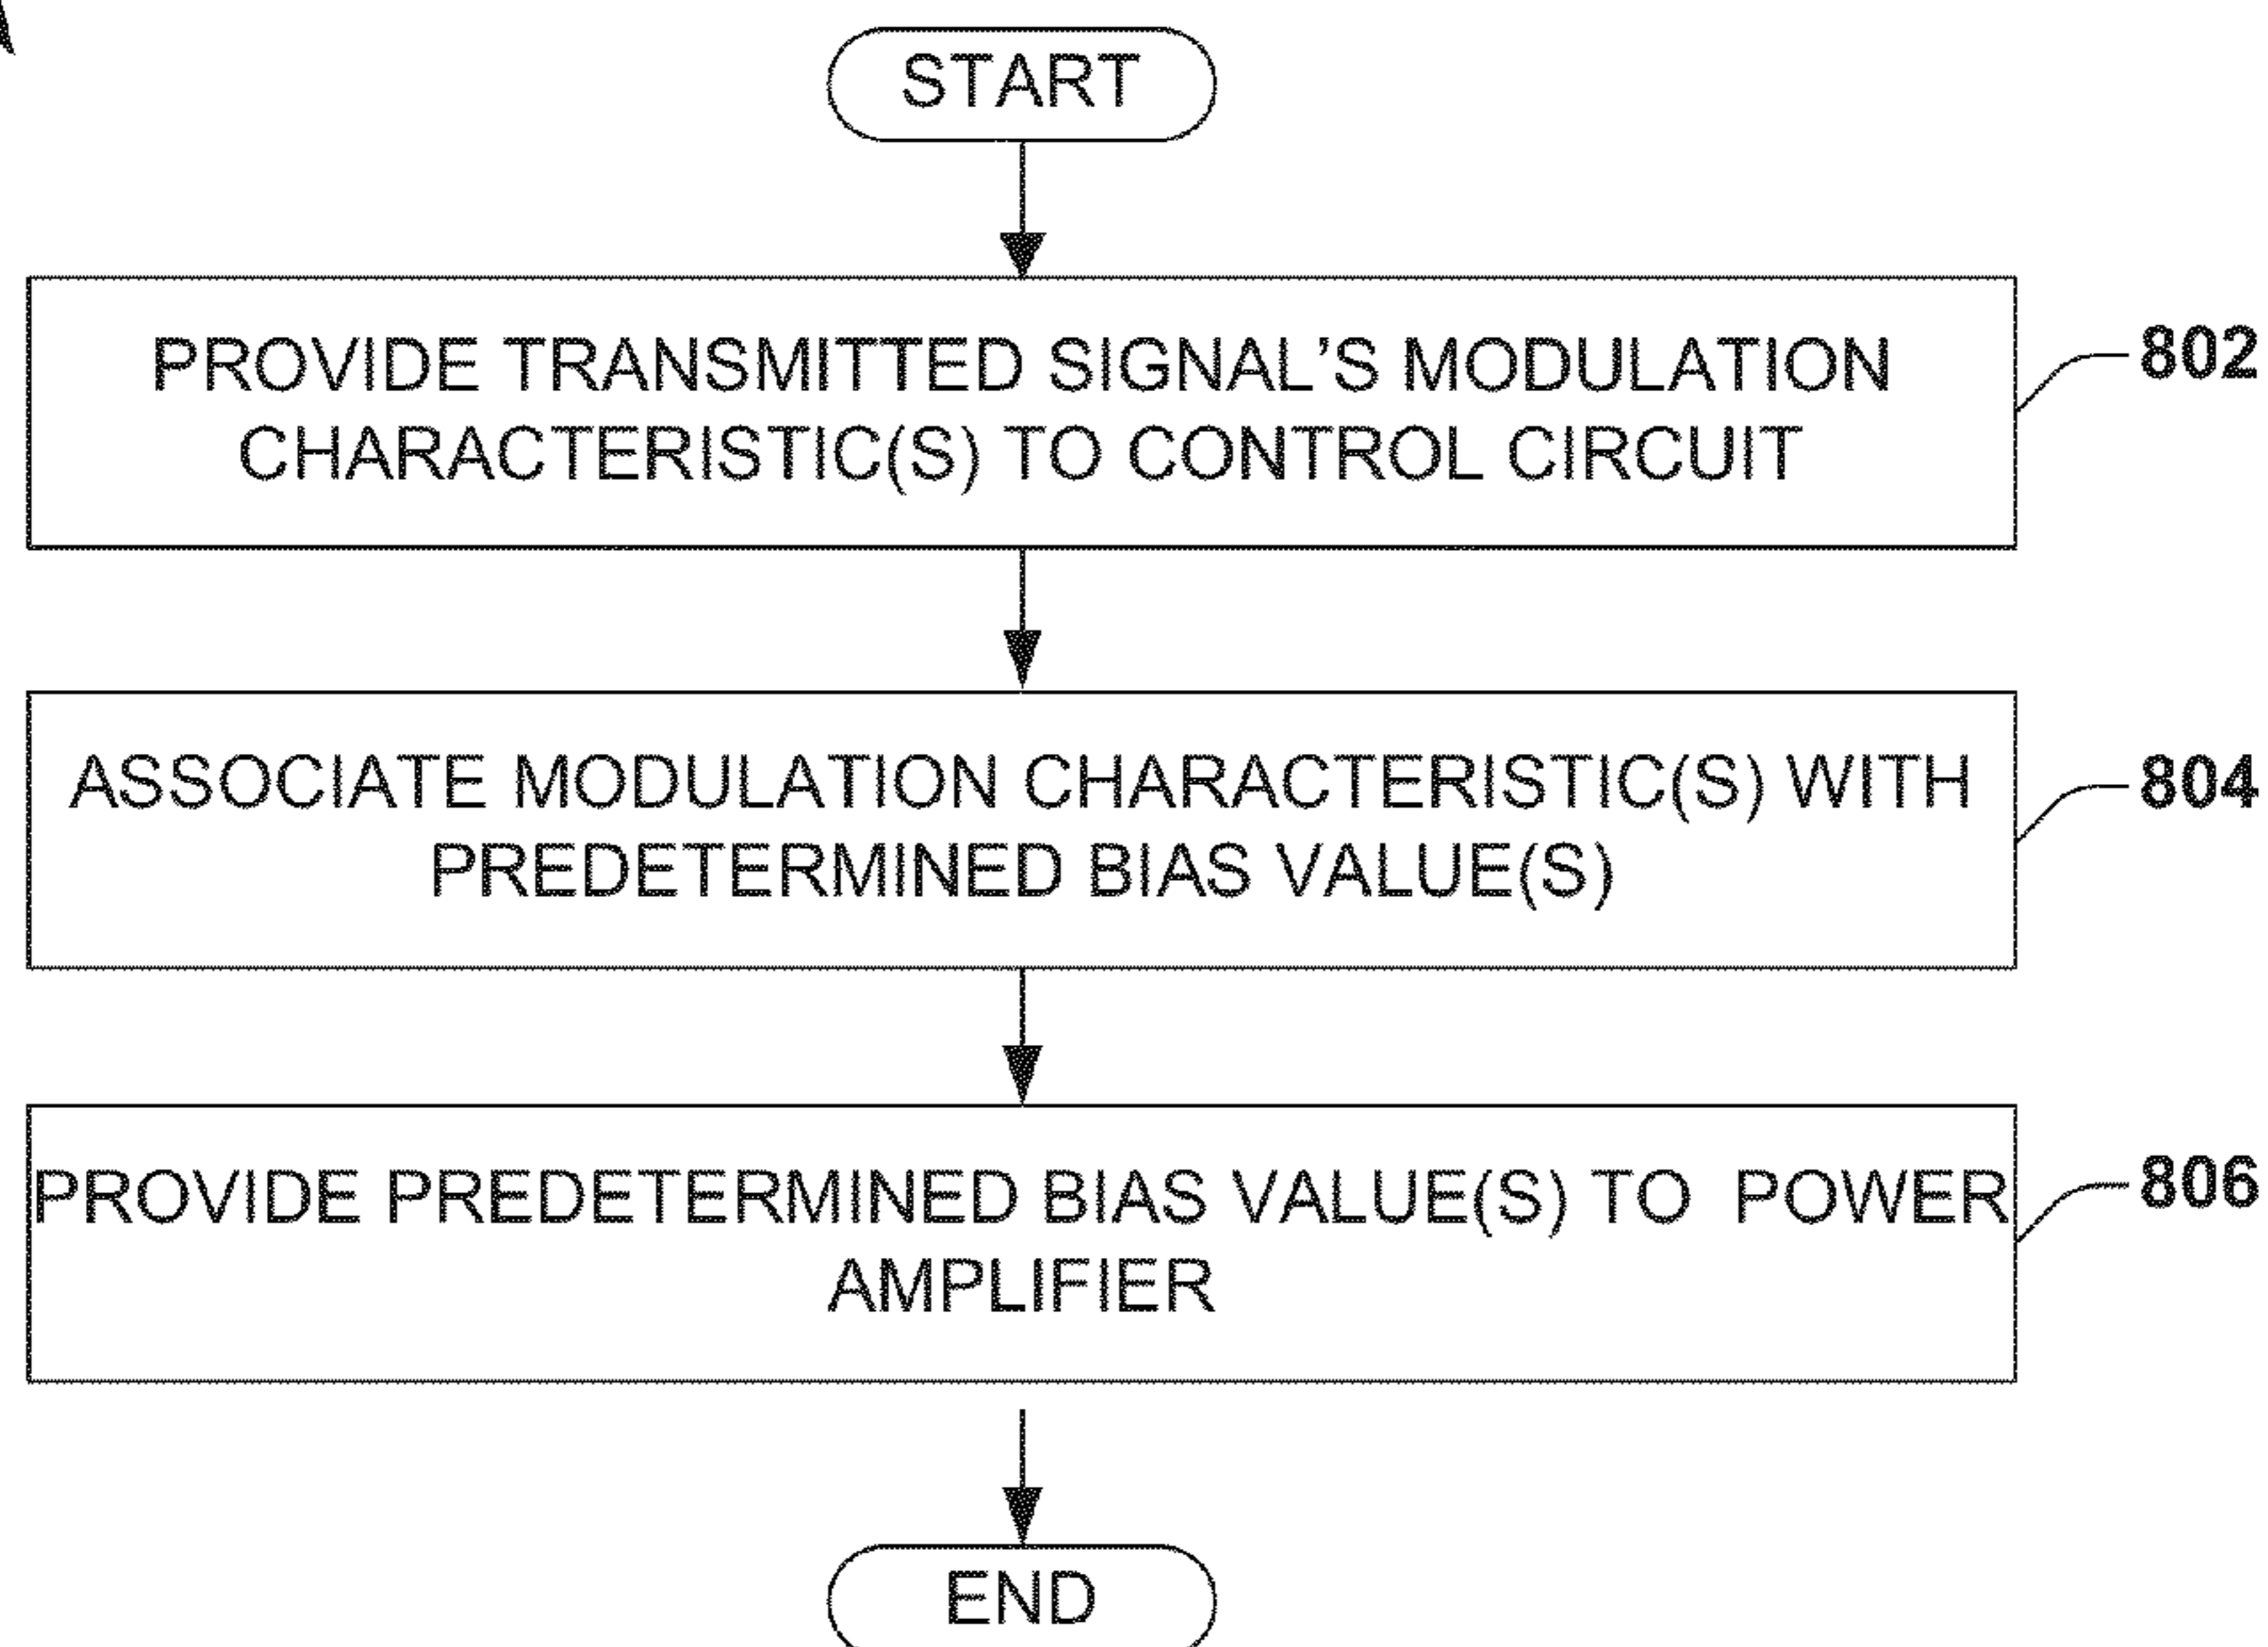 START
PROVIDE TRANSMITTED SIGNAL'S MODULATION
CHARACTERISTIC(S) TO CONTROL CIRCUIT
802
ASSOCIATE MODULATION CHARACTERISTIC(S) WITH
PREDETERMINED BIAS VALUE(S)
804
PROVIDE PREDETERMINED BIAS VALUE(S) TO POWER
AMPLIFIER
806
END